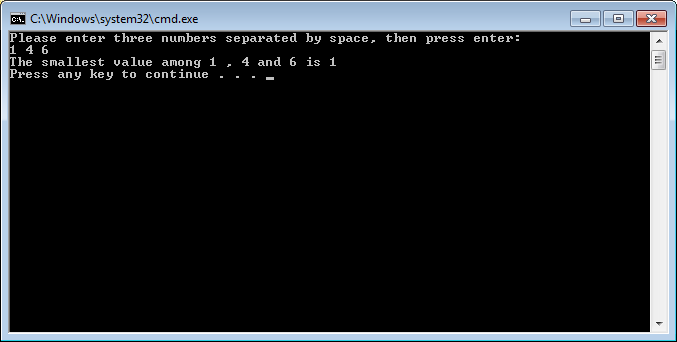 C:\Windows\system32\cmd.exe
Please enter three numbers separated by space, then press enter:
1 4 6
The smallest value among 1 , 4 and 6 is 1
Press any key to continue . . . _